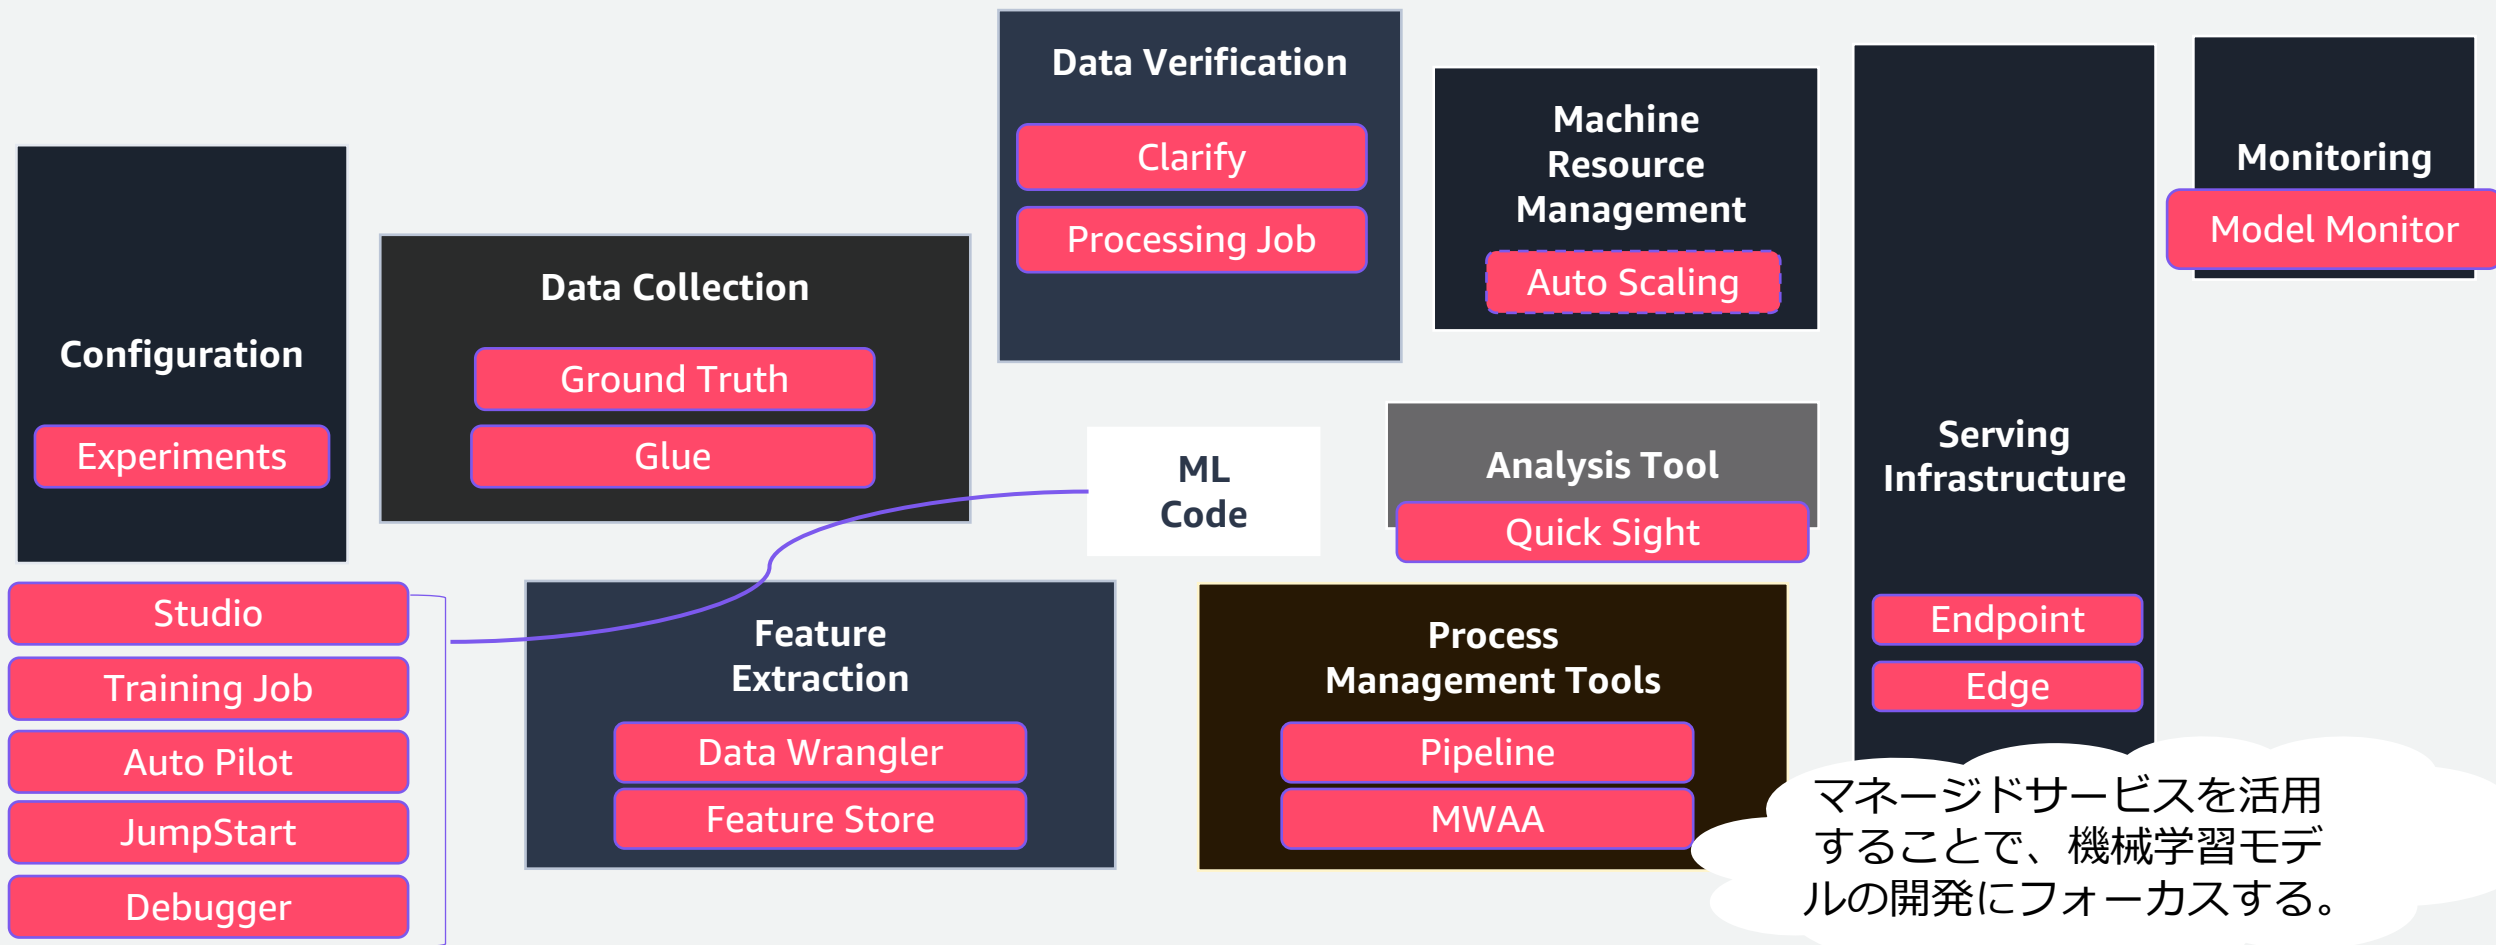 Configuration
Experiments
Data Collection
Ground Truth
Glue
Data Verification
Clarify
Processing Job
Machine
Resource
Management
Auto Scaling
Serving
Infrastructure
Endpoint
Edge
Monitoring
Model Monitor
ML
Code
Analysis Tool
Quick Sight
Studio
Training Job
Auto Pilot
JumpStart
Debugger
Feature
Extraction
Data Wrangler
Feature Store
Process
Management Tools
Pipeline
MWAA
マネージドサービスを活用
することで、機械学習モデ
ルの開発にフォーカスする。